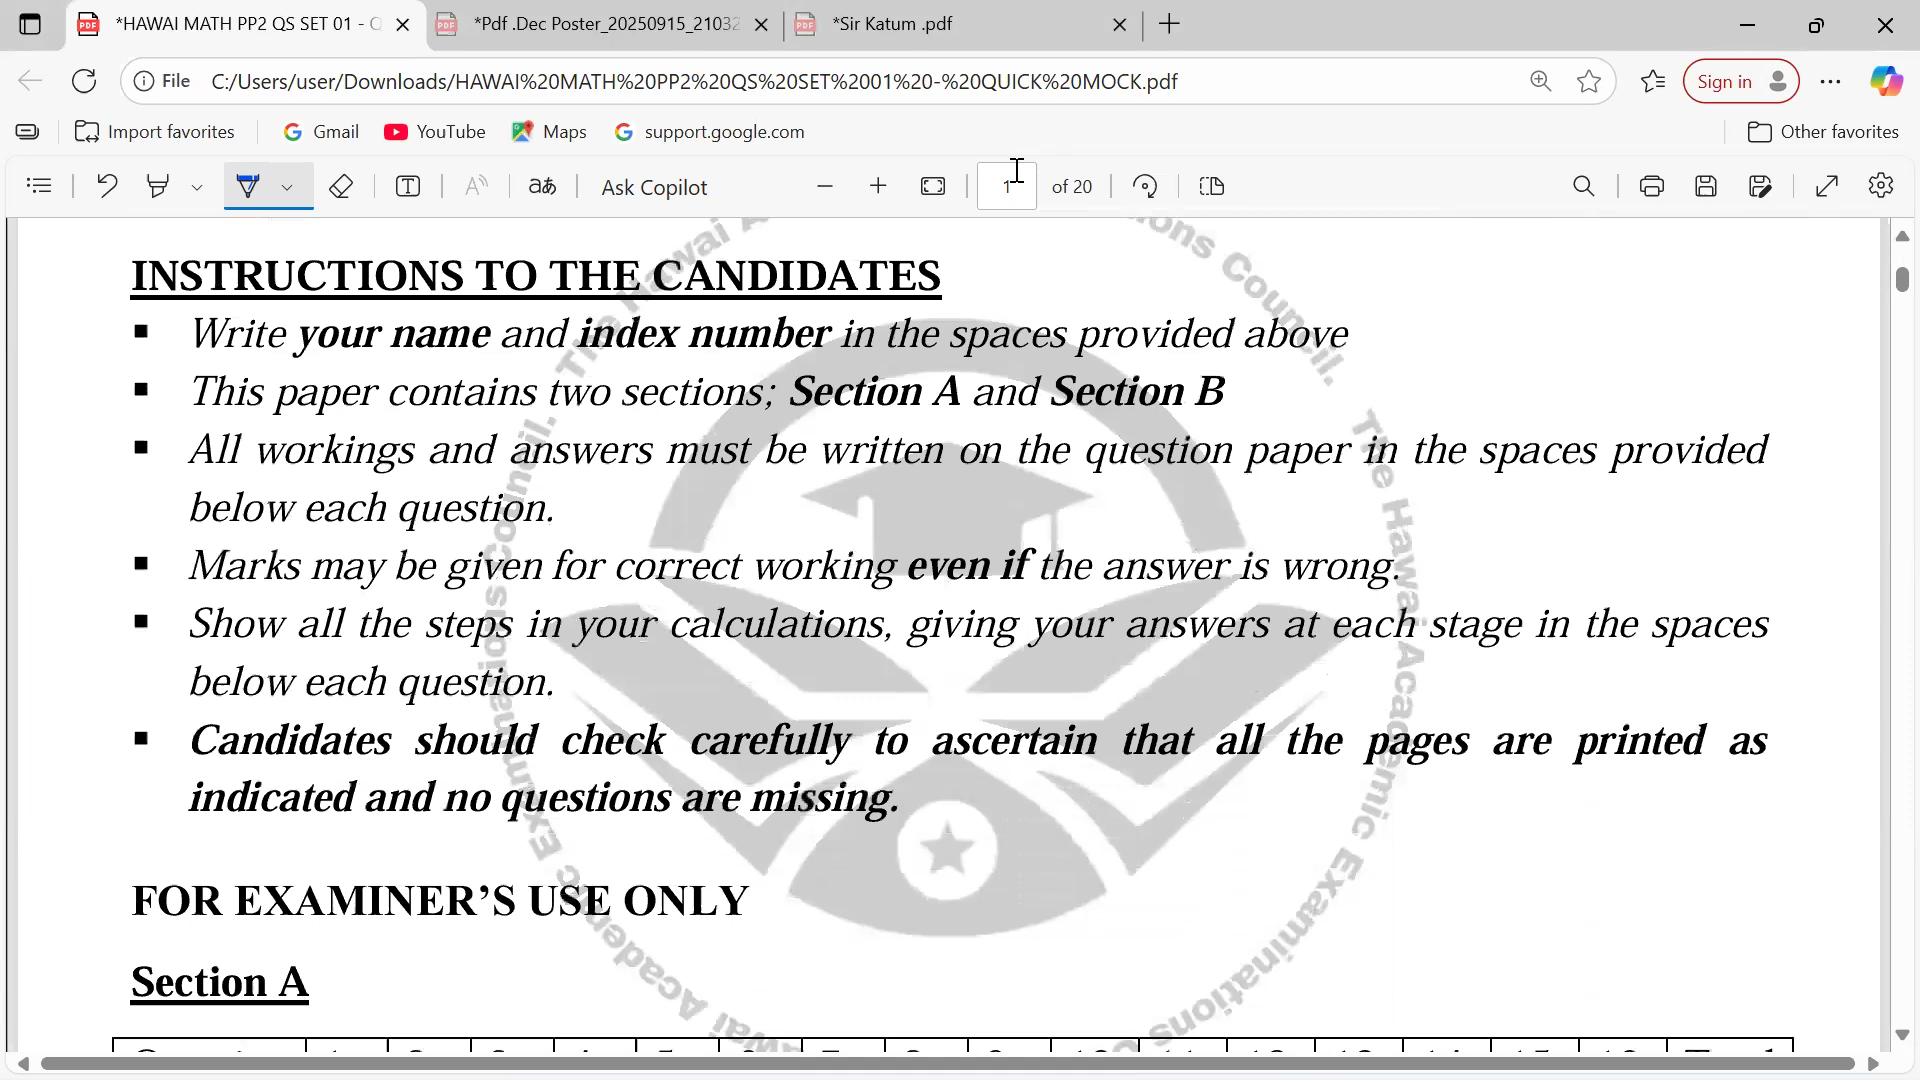 *HAWAI MATH PP2 QS SET 01 - Q
*Pdf .Dec Poster_20250915_21032
*Sir Katum .pdf
File C:/Users/user/Downloads/HAWAI%20MATH%20PP2%20QS%20SET%2001%20-%20QUICK%20MOCK.pdf
Sign in
Import favorites
Gmail
YouTube
Maps
support.google.com
Other favorites
Ask Copilot
1 of 20
INSTRUCTIONS TO THE CANDIDATES
▪ Write your name and index number in the spaces provided above
▪ This paper contains two sections; Section A and Section B
▪ All workings and answers must be written on the question paper in the spaces provided
below each question.
▪ Marks may be given for correct working even if the answer is wrong.
▪ Show all the steps in your calculations, giving your answers at each stage in the spaces
below each question.
▪ Candidates should check carefully to ascertain that all the pages are printed as
indicated and no questions are missing.
FOR EXAMINER’S USE ONLY
Section A
The Hawai Academic Examinations Council.